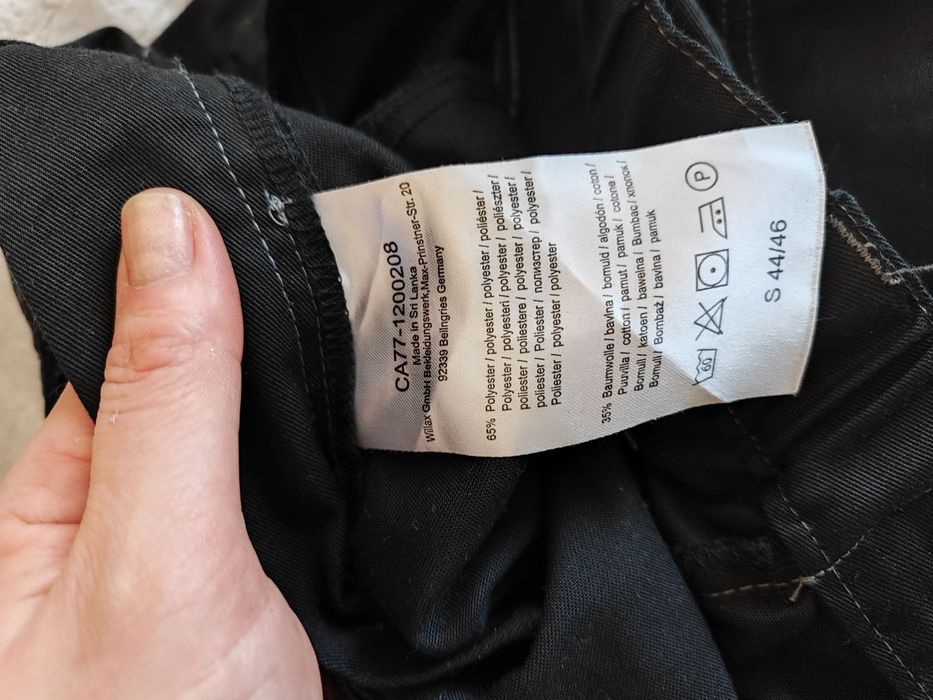 CA77-1200208
Made in Sri Lanka
Willax GmbH Bekleidungswerk,Max-Prinstner-Str. 20
92339 Beilngries Germany
65% Polyester / polyester / polyester / poliéster /
Polyester / polyesteri / polyester / poliészter /
polyester / poliestere / polyester / polyester /
poliester / Poliester / полиэстер / polyester /
Poliester / polyester / polyester
35% Baumwolle / bavlna / bomuld / algodón / coton /
Puuvilla / cotton / pamut / pamuk / cotone /
Bomull / katoen / bawełna / Bumbac / хлопок /
Bomull / Bombaž / bavlna / pamuk
60
P
S 44/46